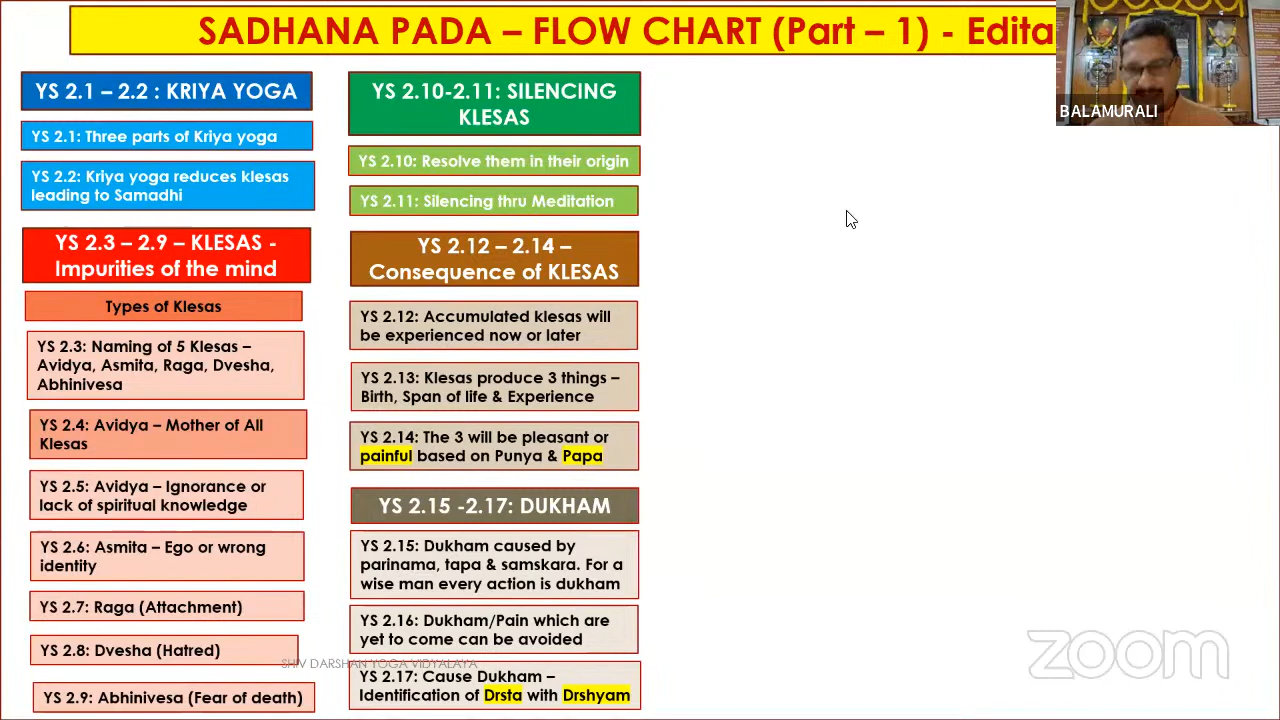 SADHANA PADA – FLOW CHART (Part – 1) - Edita
BALAMURALI
YS 2.1 – 2.2 : KRIYA YOGA
YS 2.1: Three parts of Kriya yoga
YS 2.2: Kriya yoga reduces klesas
leading to Samadhi
YS 2.3 – 2.9 – KLESAS -
Impurities of the mind
Types of Klesas
YS 2.3: Naming of 5 Klesas –
Avidya, Asmita, Raga, Dvesha,
Abhinivesa
YS 2.4: Avidya – Mother of All
Klesas
YS 2.5: Avidya – Ignorance or
lack of spiritual knowledge
YS 2.6: Asmita – Ego or wrong
identity
YS 2.7: Raga (Attachment)
YS 2.8: Dvesha (Hatred)
YS 2.9: Abhinivesa (Fear of death)
YS 2.10-2.11: SILENCING
KLESAS
YS 2.10: Resolve them in their origin
YS 2.11: Silencing thru Meditation
YS 2.12 – 2.14 –
Consequence of KLESAS
YS 2.12: Accumulated klesas will
be experienced now or later
YS 2.13: Klesas produce 3 things –
Birth, Span of life & Experience
YS 2.14: The 3 will be pleasant or
painful based on Punya & Papa
YS 2.15 -2.17: DUKHAM
YS 2.15: Dukham caused by
parinama, tapa & samskara. For a
wise man every action is dukham
YS 2.16: Dukham/Pain which are
yet to come can be avoided
YS 2.17: Cause Dukham –
Identification of Drsta with Drshyam
SHIV DARSHAN YOGA VIDYALAYA
zoom